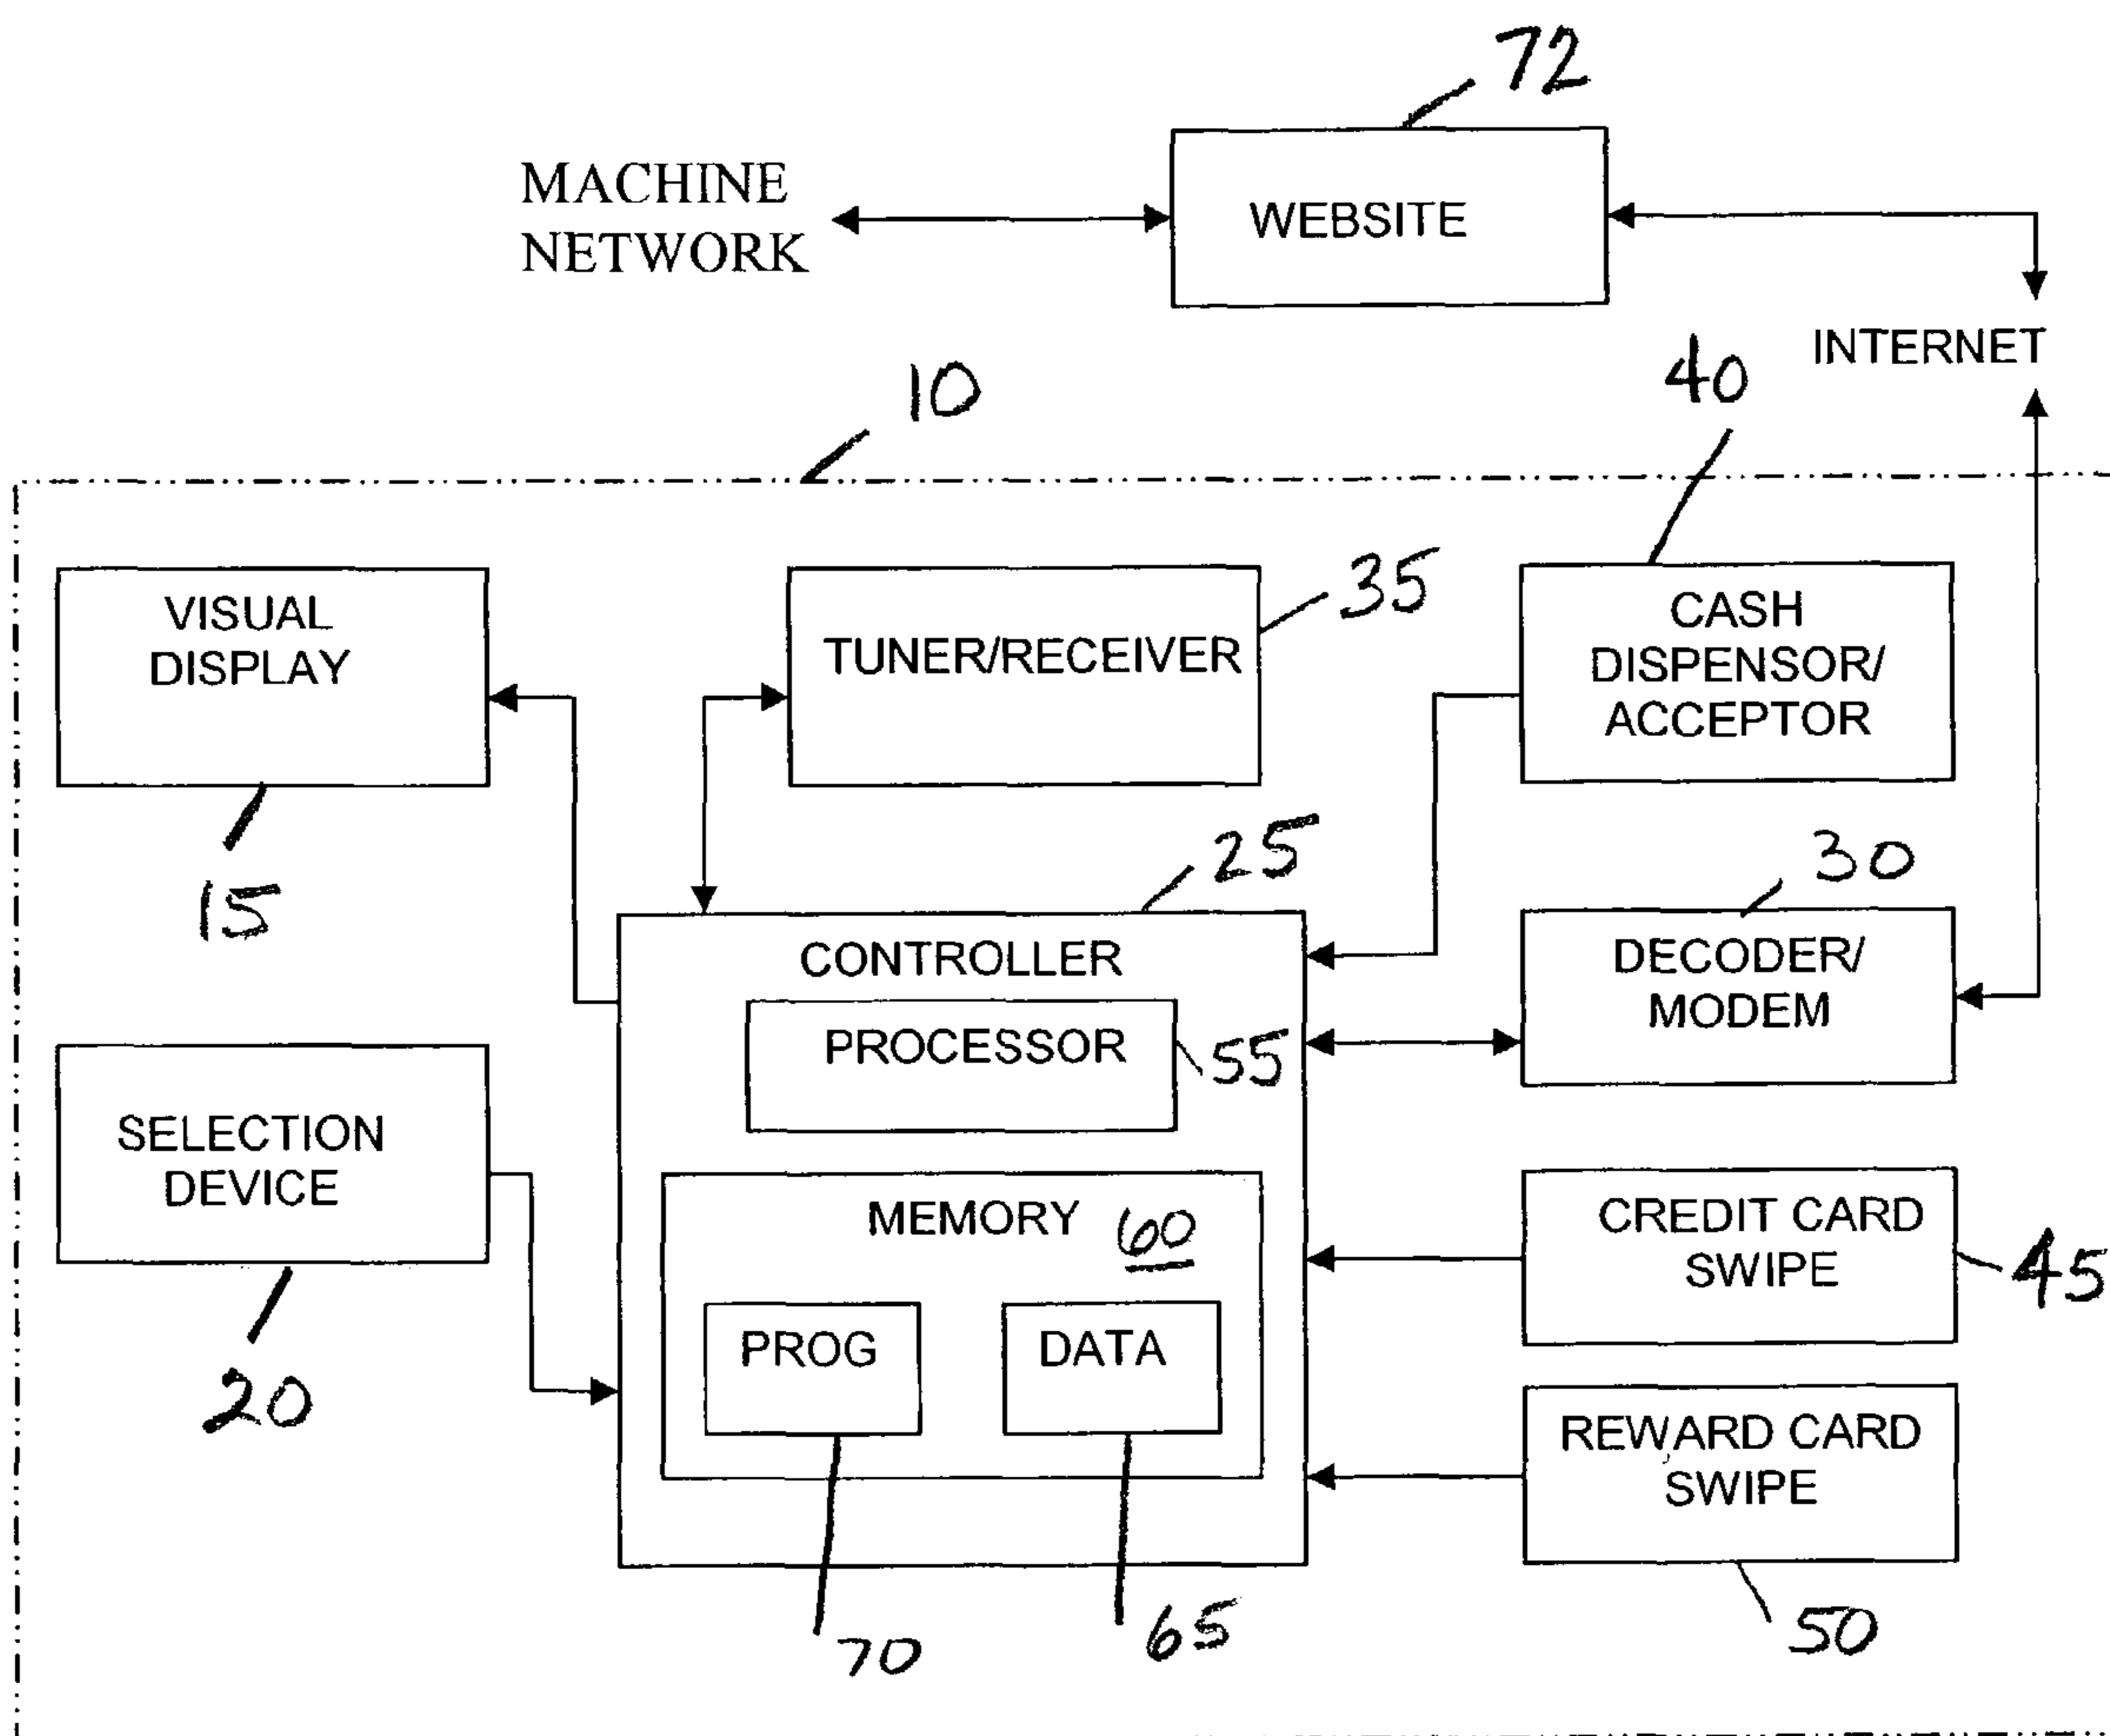 72
MACHINE
NETWORK
WEBSITE
INTERNET
10
40
VISUAL
DISPLAY
TUNER/RECEIVER
35
CASH
DISPENSOR/
ACCEPTOR
15
25
30
CONTROLLER
DECODER/
MODEM
PROCESSOR
55
SELECTION
DEVICE
MEMORY 60
CREDIT CARD
SWIPE
45
20
PROG
DATA
REWARD CARD
SWIPE
70
65
50